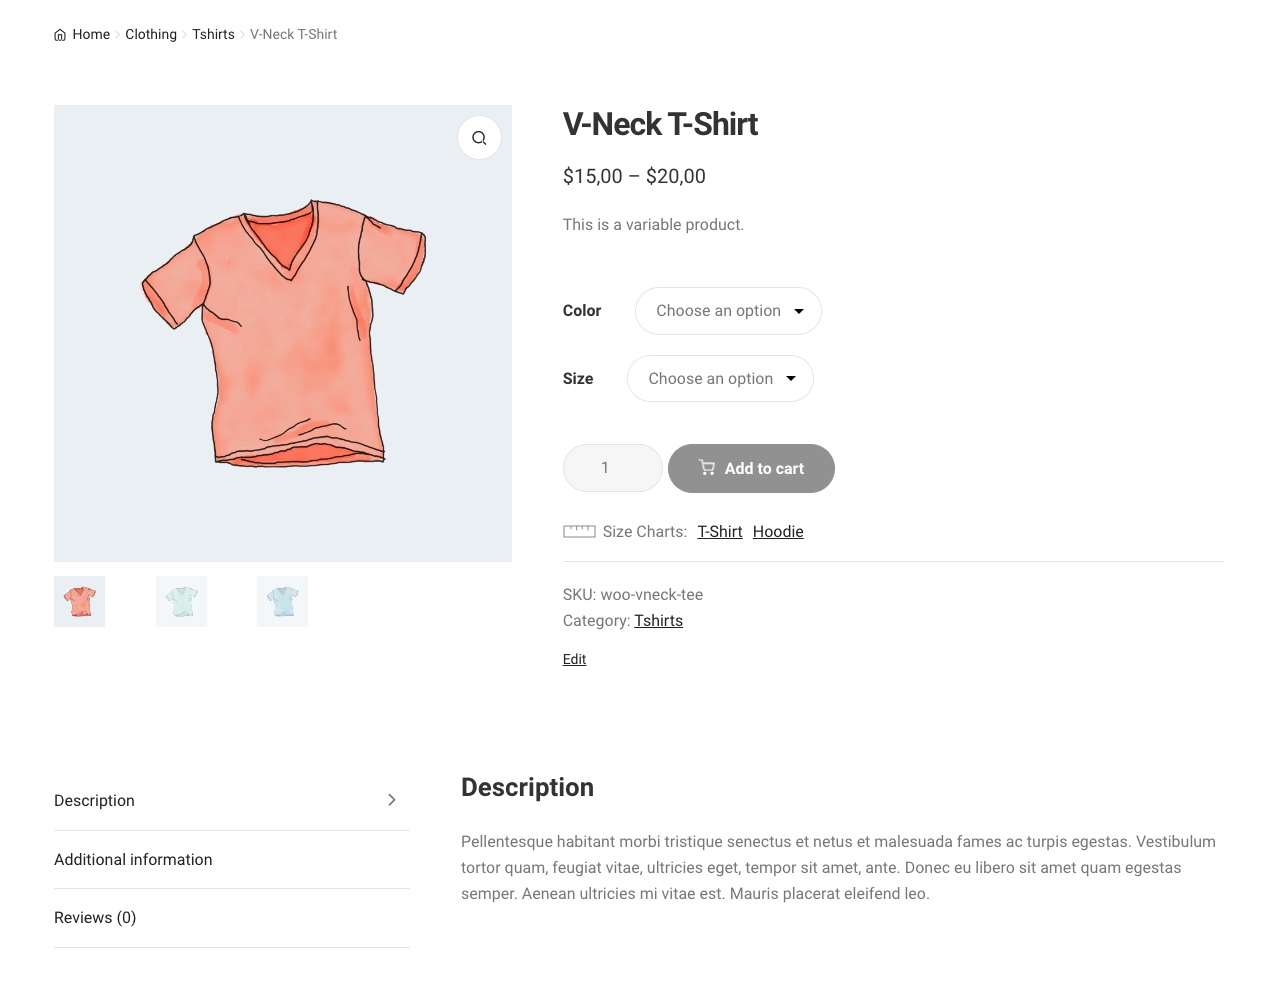 Home Clothing Tshirts V-Neck T-Shirt
V-Neck T-Shirt
$15,00 – $20,00
This is a variable product.
Color Choose an option
Size Choose an option
1 Add to cart
Size Charts: T-Shirt Hoodie
SKU: woo-vneck-tee
Category: Tshirts
Edit
Description
Additional information
Reviews (0)
Description
Pellentesque habitant morbi tristique senectus et netus et malesuada fames ac turpis egestas. Vestibulum
tortor quam, feugiat vitae, ultricies eget, tempor sit amet, ante. Donec eu libero sit amet quam egestas
semper. Aenean ultricies mi vitae est. Mauris placerat eleifend leo.